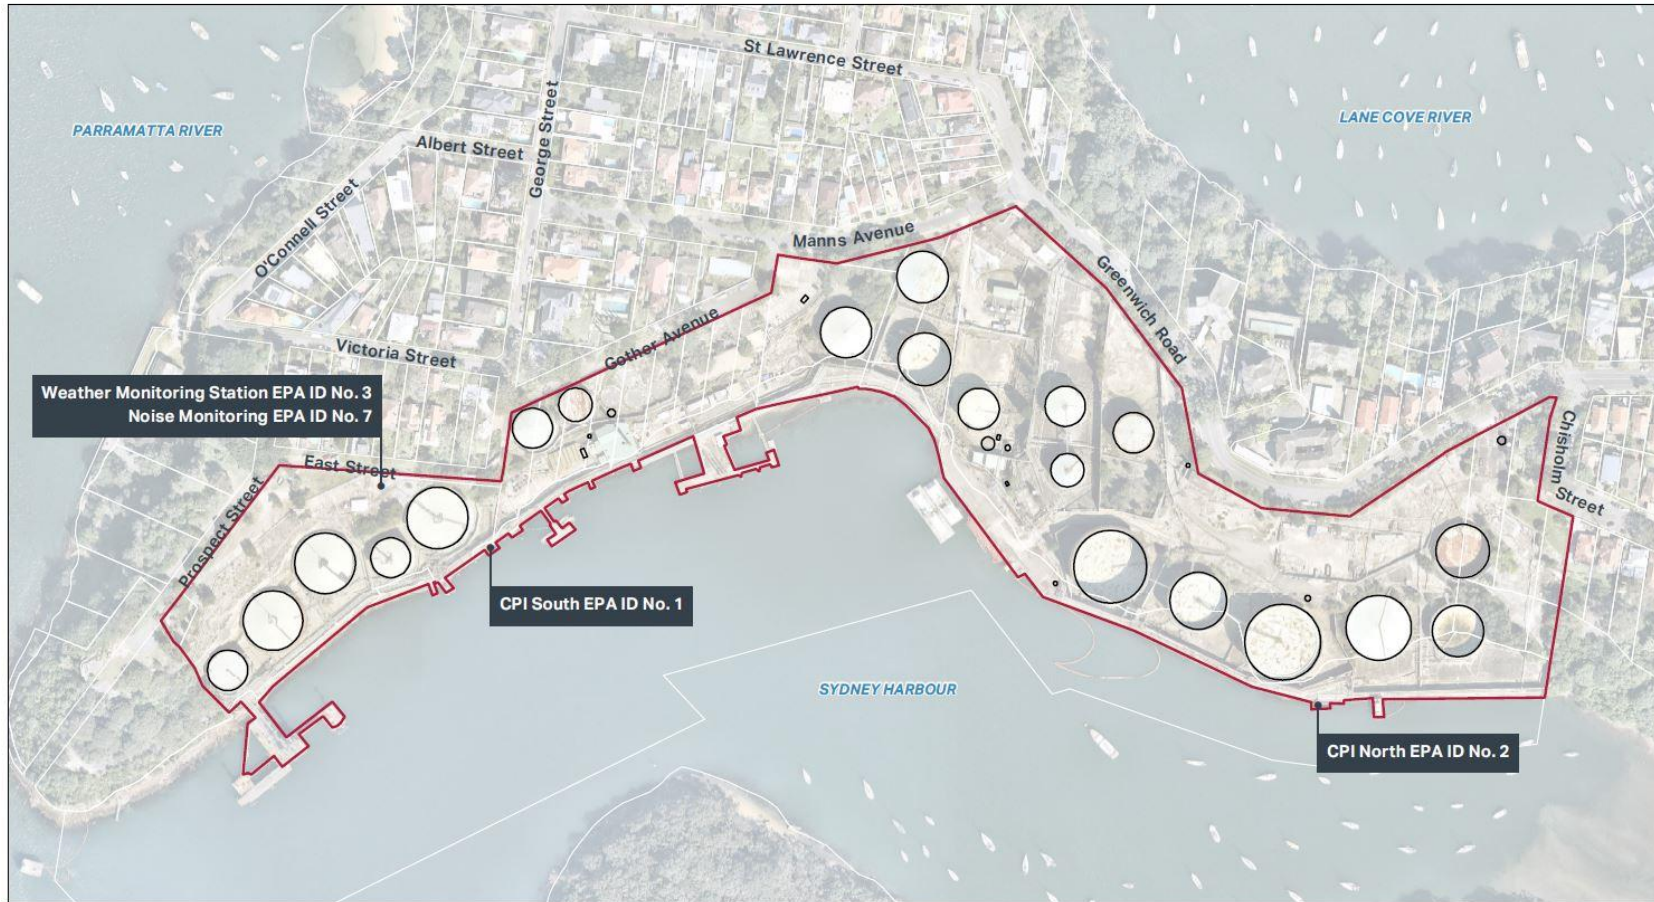 St Lawrence Street
PARRAMATTA RIVER
LANE COVE RIVER
Albert Street
George Street
O'Connell Street
Manns Avenue
Greenwich Road
Gother Avenue
Victoria Street
Weather Monitoring Station EPA ID No. 3
Noise Monitoring EPA ID No. 7
East Street
Prospect Street
Chisholm Street
CPI South EPA ID No. 1
SYDNEY HARBOUR
CPI North EPA ID No. 2